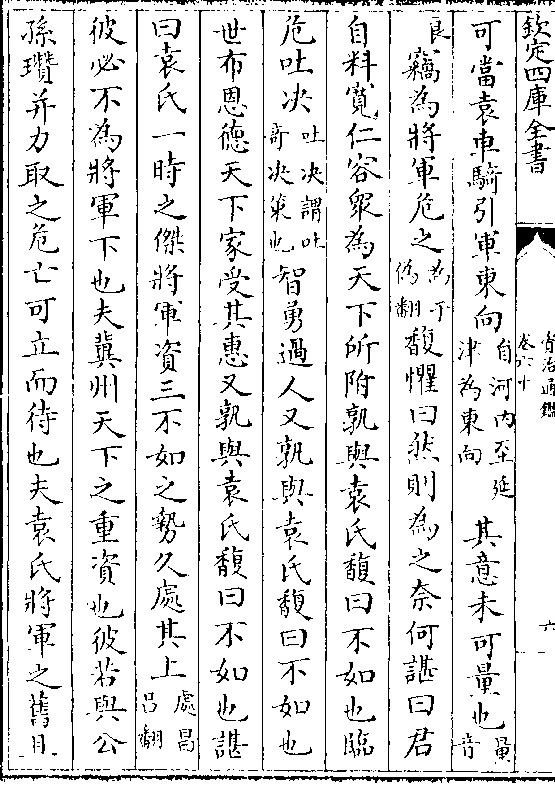 欽定四庫全書
資治通鑑
卷六十
六
可當袁車騎引軍東向自河内至延津為東向其意未可量也量音
良竊為將軍危之為于偽翻馥懼曰然則為之奈何諶曰君
自料寛仁容衆為天下所附孰與袁氏馥曰不如也臨
危吐決吐決謂吐奇決策也智勇過人又孰與袁氏馥曰不如也
世布恩德天下家受其惠又孰與袁氏馥曰不如也諶
曰袁氏一時之傑將軍資三不如之勢久處其上處昌吕翻
彼必不為將軍下也夫冀州天下之重資也彼若與公
孫瓚并力取之危亡可立而待也夫袁氏將軍之舊且